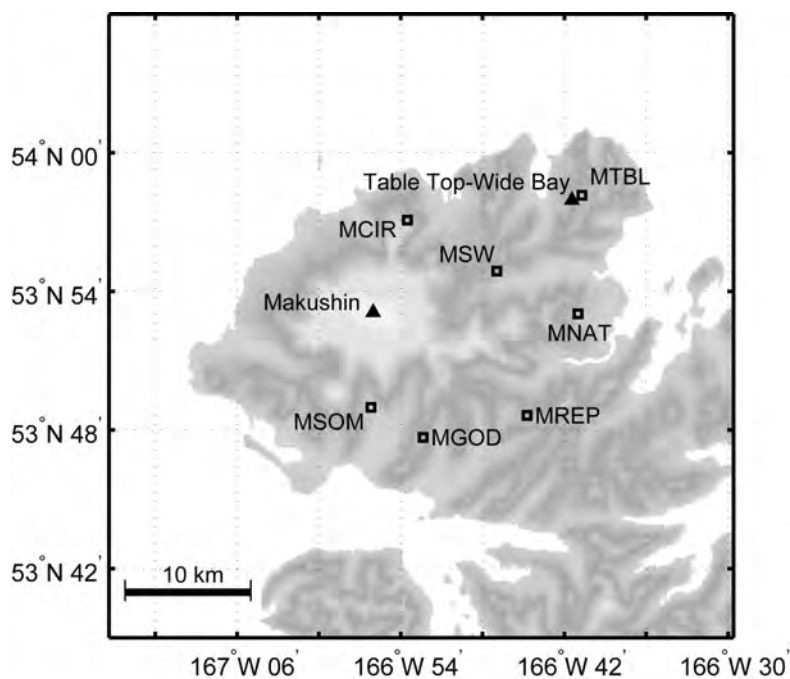 54°N 00'
Table Top-Wide Bay
MTBL
MCIR
MSW
53°N 54'
Makushin
MNAT
MSOM
MGOD
MREP
53°N 48'
53°N 42'
10 km
167°W 06'
166°W 54'
166°W 42'
166°W 30'